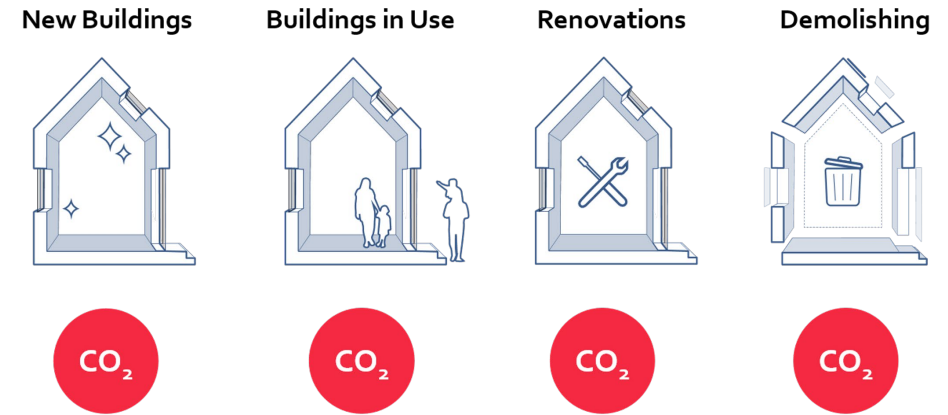 New Buildings
Buildings in Use
Renovations
Demolishing
CO₂
CO₂
CO₂
CO₂